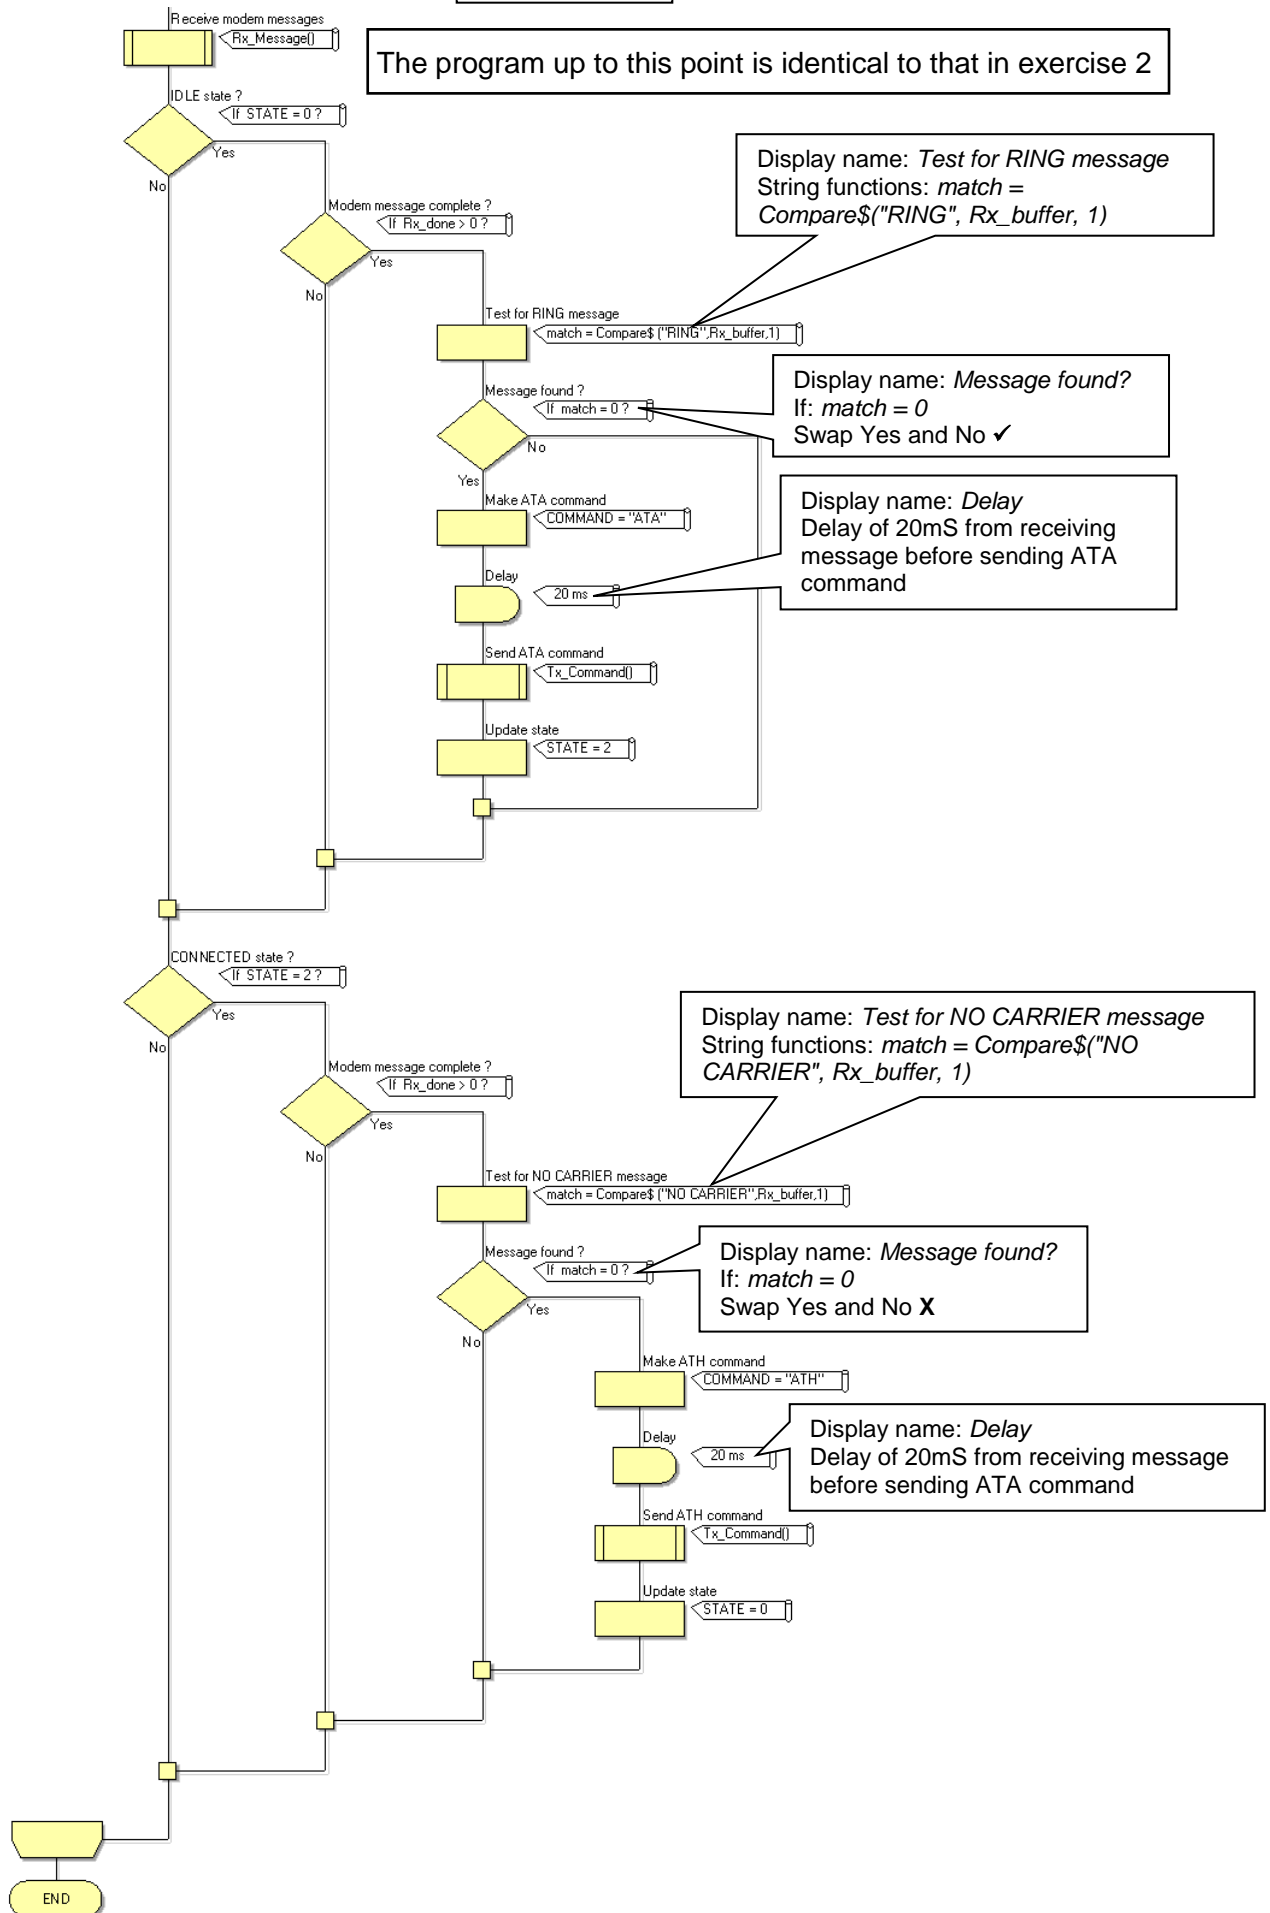 Receive modem messages
Rx_Message()
The program up to this point is identical to that in exercise 2
IDLE state ?
If STATE = 0 ?
Yes
No
Display name: Test for RING message
String functions: match =
Compare$("RING", Rx_buffer, 1)
Modem message complete ?
If Rx_done > 0 ?
Yes
No
Test for RING message
match = Compare$ ("RING",Rx_buffer,1)
Display name: Message found?
If: match = 0
Swap Yes and No ✓
Message found ?
If match = 0 ?
No
Yes
Display name: Delay
Delay of 20mS from receiving
message before sending ATA
command
Make ATA command
COMMAND = "ATA"
Delay
20 ms
Send ATA command
Tx_Command()
Update state
STATE = 2
CONNECTED state ?
If STATE = 2 ?
Yes
No
Display name: Test for NO CARRIER message
String functions: match = Compare$("NO
CARRIER", Rx_buffer, 1)
Modem message complete ?
If Rx_done > 0 ?
Yes
No
Test for NO CARRIER message
match = Compare$ ("NO CARRIER",Rx_buffer,1)
Display name: Message found?
If: match = 0
Swap Yes and No X
Message found ?
If match = 0 ?
Yes
No
Make ATH command
COMMAND = "ATH"
Display name: Delay
Delay of 20mS from receiving message
before sending ATA command
Delay
20 ms
Send ATH command
Tx_Command()
Update state
STATE = 0
END